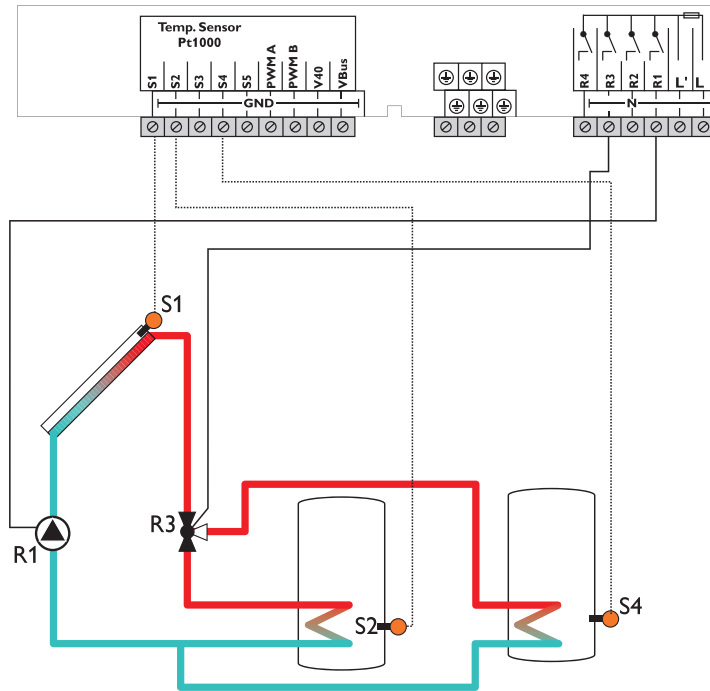 Temp. Sensor
Pt1000
S1
S2
S3
S4
S5
PWM A
PWM B
V40
VBus
GND
R4
R3
R2
R1
L'
L
N
S1
R3
R1
S2
S4